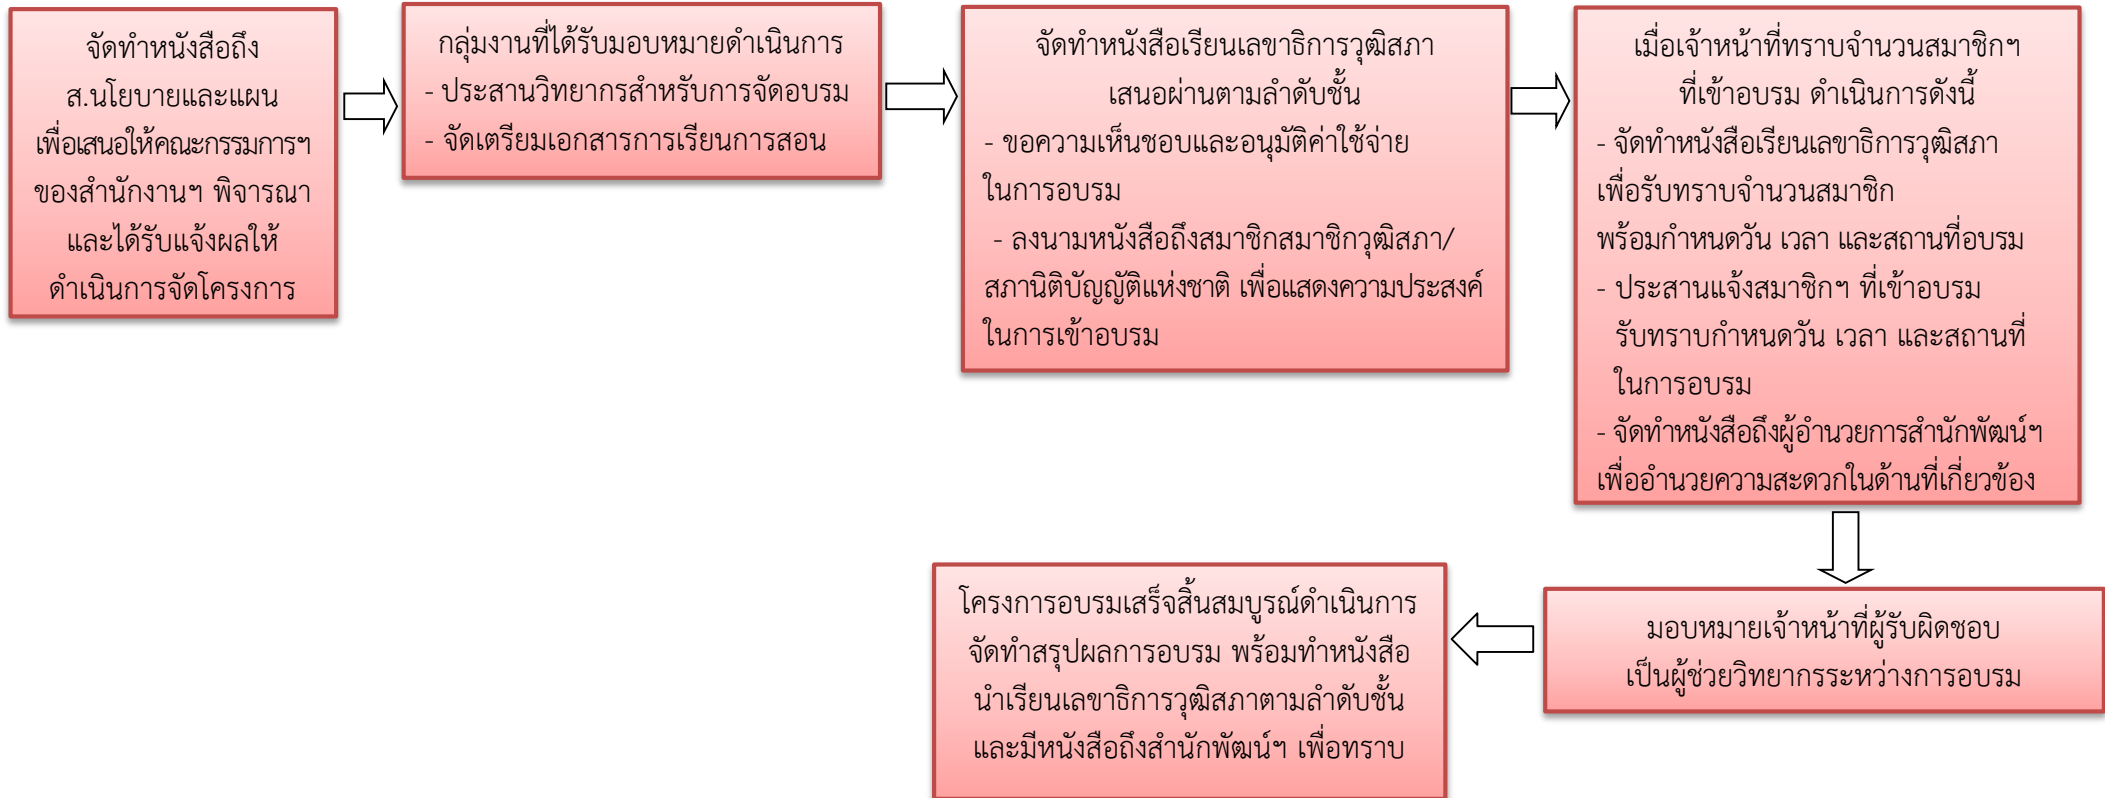 จัดทำหนังสือถึง
ส.นโยบายและแผน
เพื่อเสนอให้คณะกรรมการฯ
ของสำนักงานฯ พิจารณา
และได้รับแจ้งผลให้
ดำเนินการจัดโครงการ
กลุ่มงานที่ได้รับมอบหมายดำเนินการ
- ประสานวิทยากรสำหรับการจัดอบรม
- จัดเตรียมเอกสารการเรียนการสอน
จัดทำหนังสือเรียนเลขาธิการวุฒิสภา
เสนอผ่านตามลำดับชั้น
- ขอความเห็นชอบและอนุมัติค่าใช้จ่าย
ในการอบรม
- ลงนามหนังสือถึงสมาชิกสมาชิกวุฒิสภา/
สภานิติบัญญัติแห่งชาติ เพื่อแสดงความประสงค์
ในการเข้าอบรม
เมื่อเจ้าหน้าที่ทราบจำนวนสมาชิกฯ
ที่เข้าอบรม ดำเนินการดังนี้
- จัดทำหนังสือเรียนเลขาธิการวุฒิสภา
เพื่อรับทราบจำนวนสมาชิก
พร้อมกำหนดวัน เวลา และสถานที่อบรม
- ประสานแจ้งสมาชิกฯ ที่เข้าอบรม
รับทราบกำหนดวัน เวลา และสถานที่
ในการอบรม
- จัดทำหนังสือถึงผู้อำนวยการสำนักพัฒน์ฯ
เพื่ออำนวยความสะดวกในด้านที่เกี่ยวข้อง
มอบหมายเจ้าหน้าที่ผู้รับผิดชอบ
เป็นผู้ช่วยวิทยากรระหว่างการอบรม
โครงการอบรมเสร็จสิ้นสมบูรณ์ดำเนินการ
จัดทำสรุปผลการอบรม พร้อมทำหนังสือ
นำเรียนเลขาธิการวุฒิสภาตามลำดับชั้น
และมีหนังสือถึงสำนักพัฒน์ฯ เพื่อทราบ